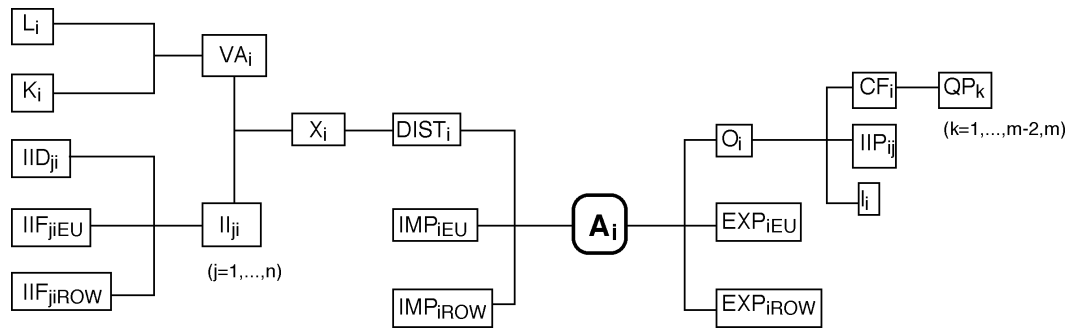 Li
VAi
Ki
CFi
QPk
(k=1,...,m-2,m)
Xi
DISTi
Oi
IIPij
IIDji
Ii
IIFjiEU
IIji
(j=1,...,n)
IMPiEU
Ai
EXPiEU
IIFjiROW
IMPiROW
EXPiROW